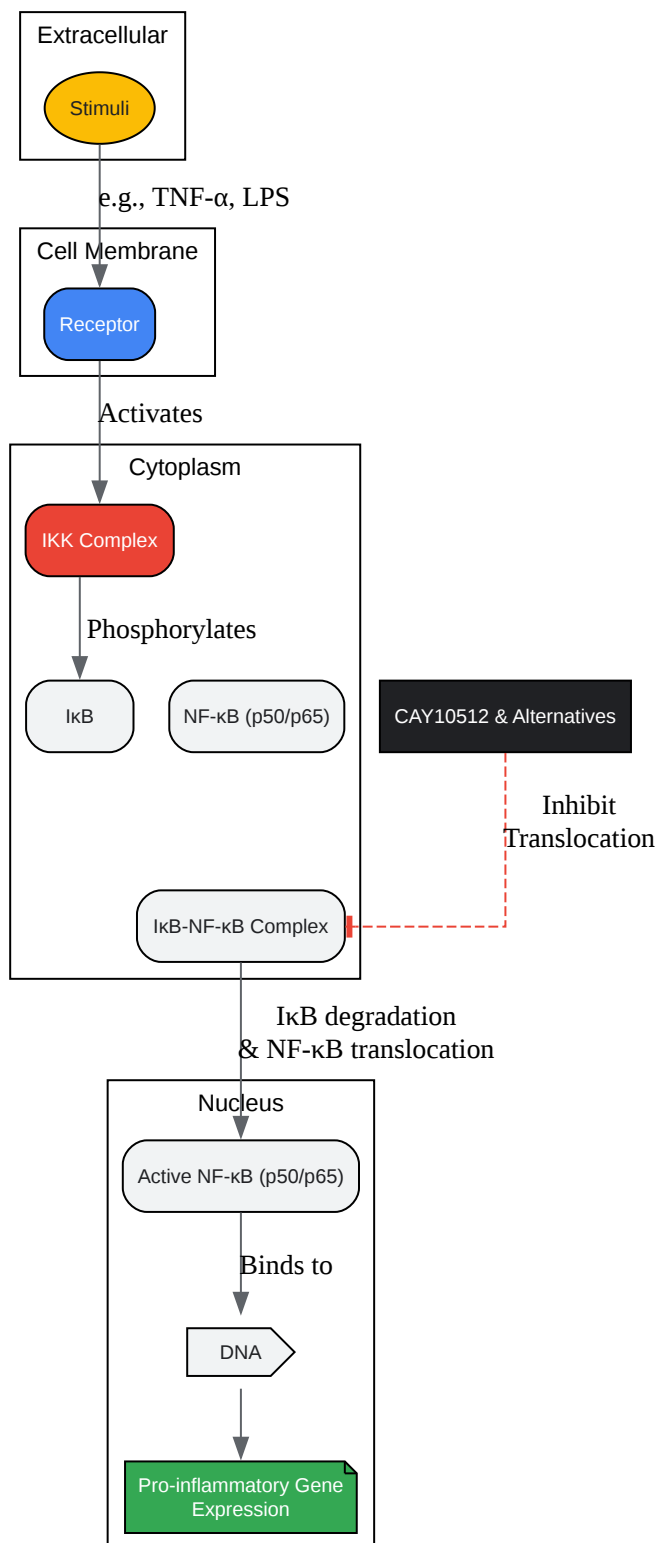 Extracellular
Stimuli
e.g., TNF-α, LPS
Cell Membrane
Receptor
Activates
Cytoplasm
IKK Complex
Phosphorylates
IκB
NF-κB (p50/p65)
CAY10512 & Alternatives
Inhibit
Translocation
IκB-NF-κB Complex
IκB degradation
& NF-κB translocation
Nucleus
Active NF-κB (p50/p65)
Binds to
DNA
Pro-inflammatory Gene
Expression